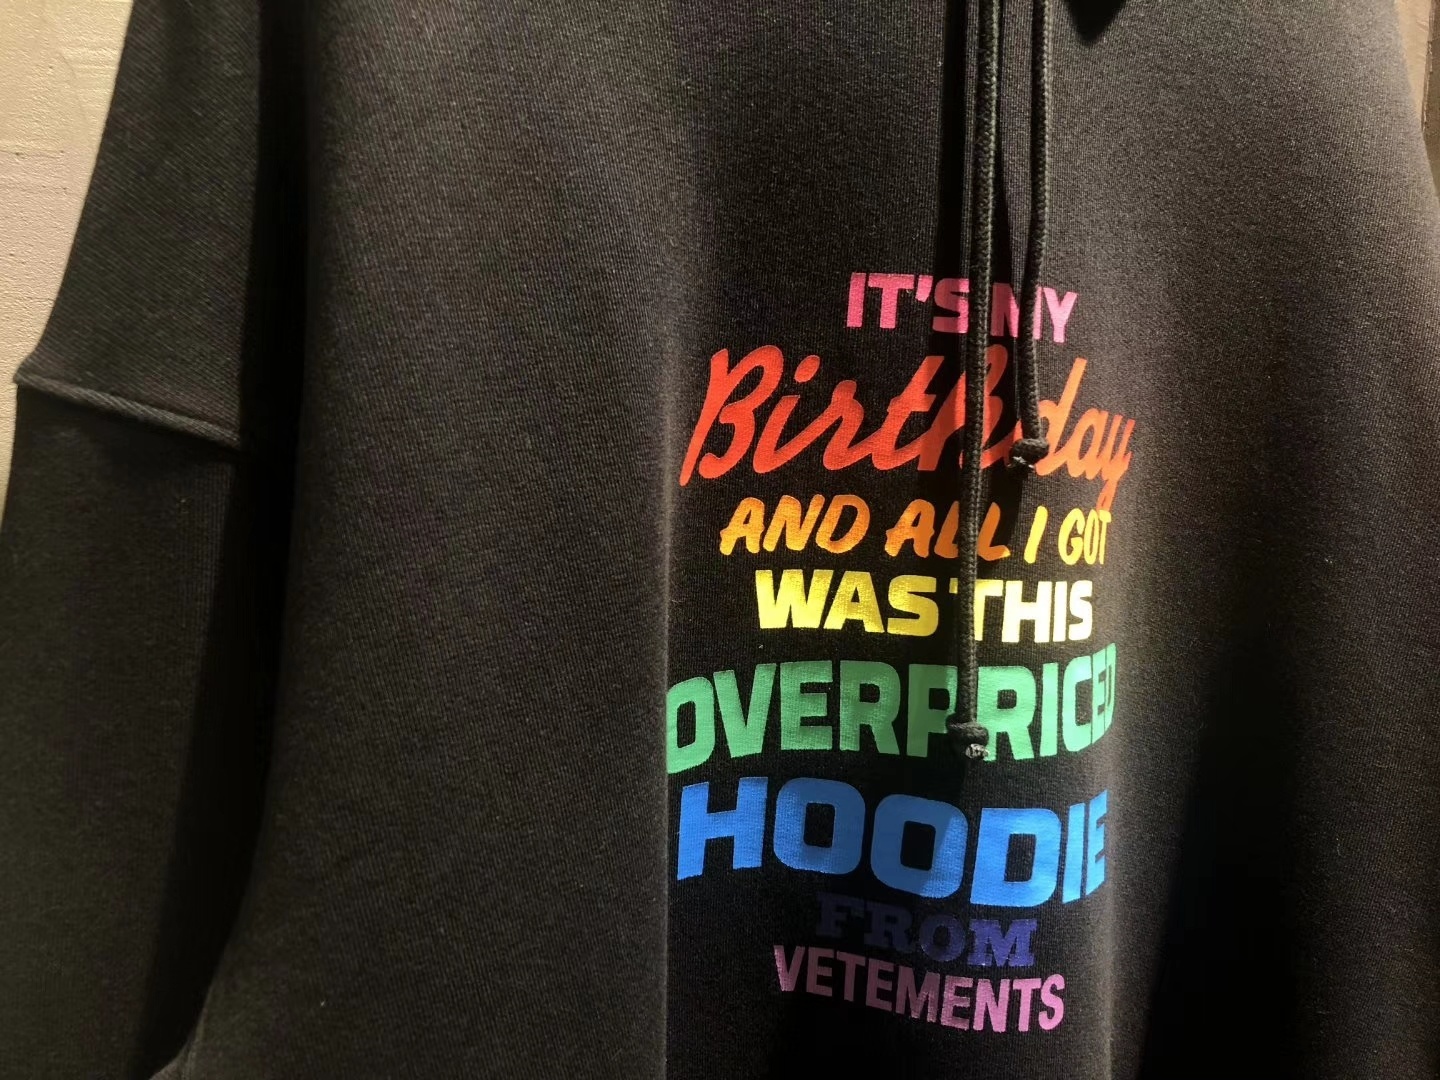 IT'S MY
Birthday
AND ALL I GOT
WAS THIS
OVERPRICED
HOODIE
FROM
VETEMENTS